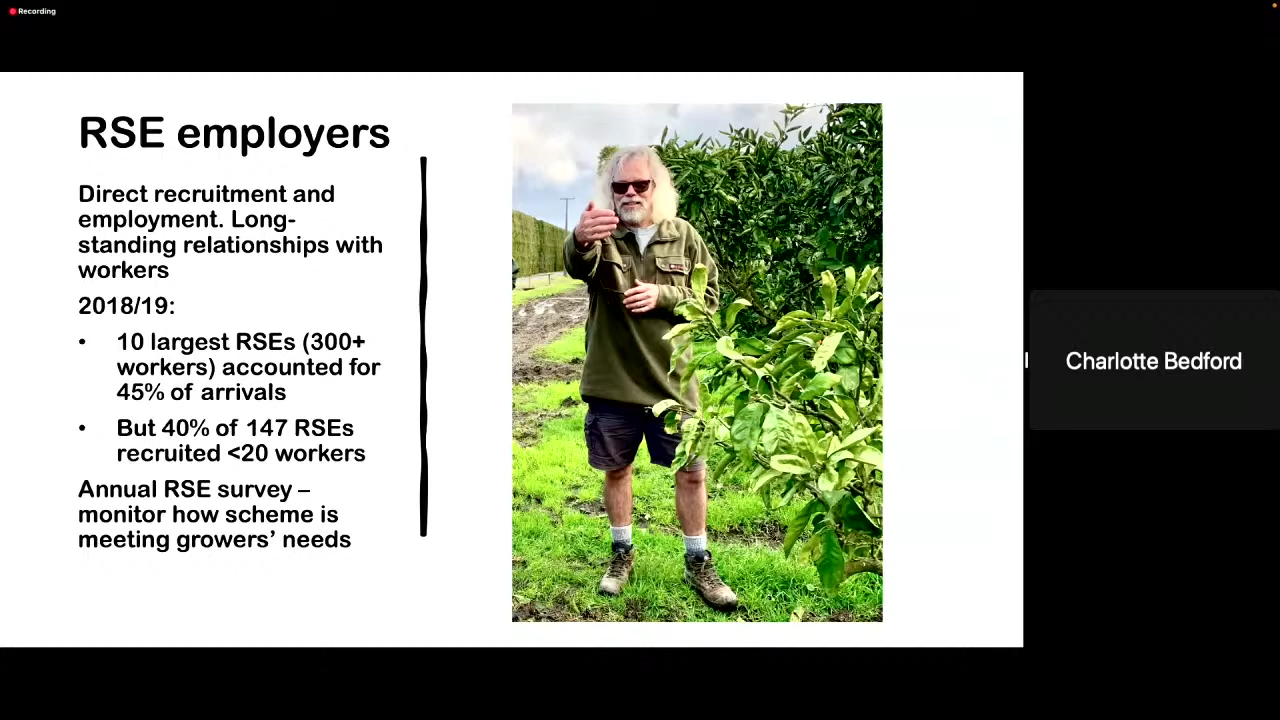 Recording
RSE employers
Direct recruitment and
employment. Long-
standing relationships with
workers
2018/19:
• 10 largest RSEs (300+
workers) accounted for
45% of arrivals
• But 40% of 147 RSEs
recruited <20 workers
Annual RSE survey –
monitor how scheme is
meeting growers’ needs
Charlotte Bedford